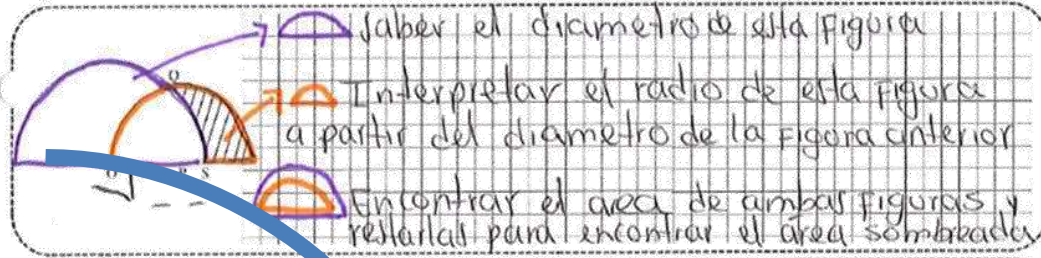 saber el diametro de esta figura
Q
Interpretar el radio de esta figura
a partir del diametro de la figura anterior
O S
Encontrar el area de ambas figuras y
restarlas para encontrar el area sombreada